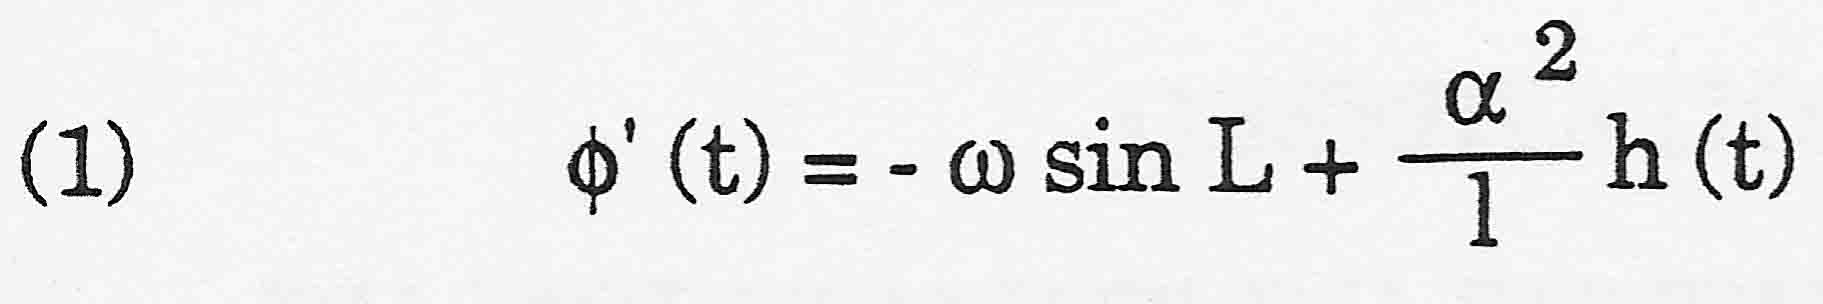 (1) ϕ' (t) = - ω sin L + α²/l h (t)